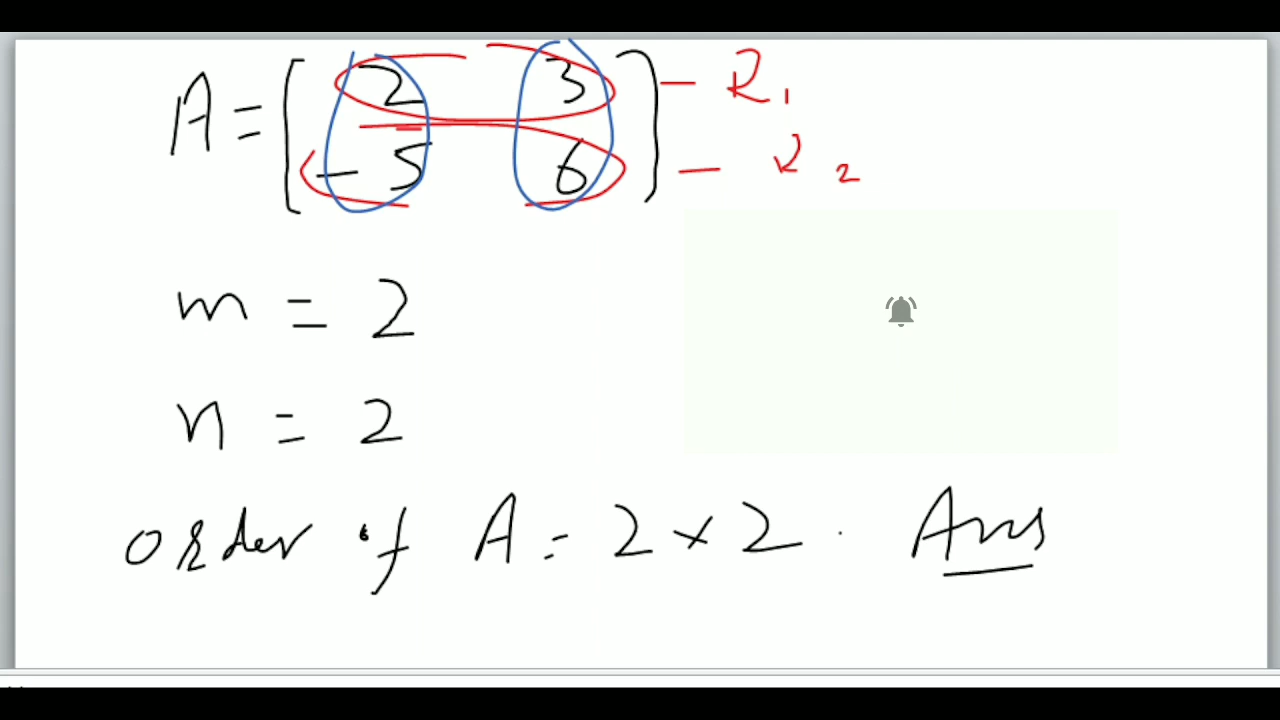 A = [ 2 3 ] - R1
[ -5 6 ] - R2
m = 2
n = 2
order of A = 2 × 2 . Ans